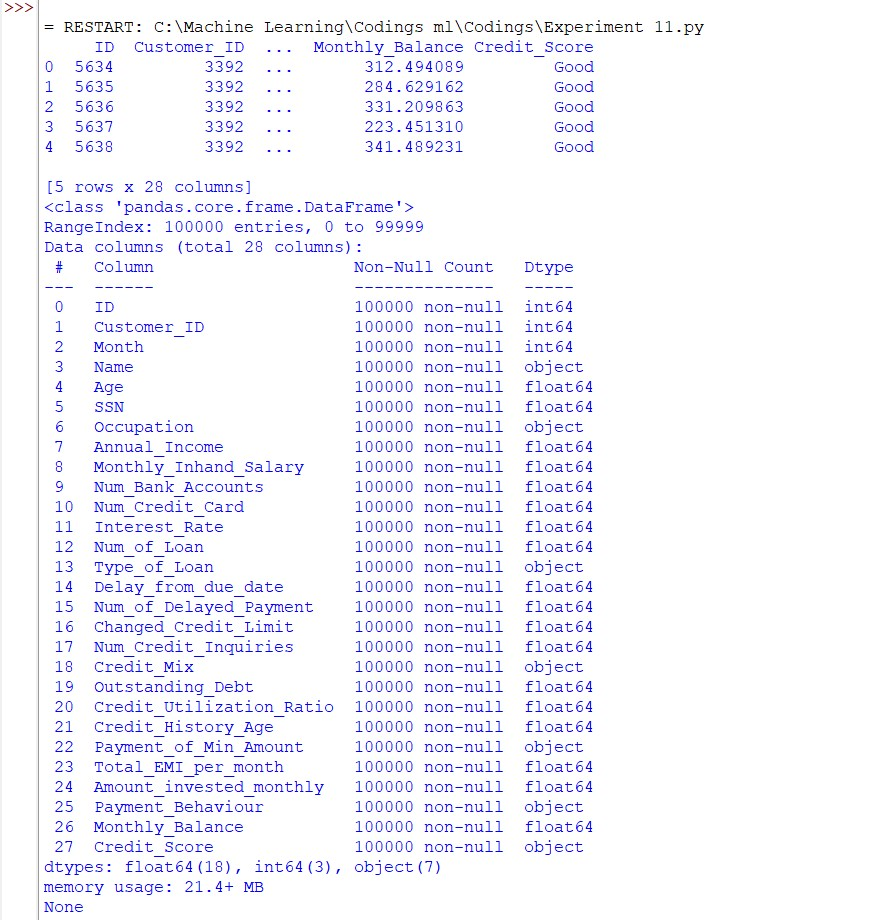 >>>
= RESTART: C:\Machine Learning\Codings ml\Codings\Experiment 11.py
     ID  Customer_ID  ...  Monthly_Balance Credit_Score
0  5634         3392  ...       312.494089         Good
1  5635         3392  ...       284.629162         Good
2  5636         3392  ...       331.209863         Good
3  5637         3392  ...       223.451310         Good
4  5638         3392  ...       341.489231         Good

[5 rows x 28 columns]
<class 'pandas.core.frame.DataFrame'>
RangeIndex: 100000 entries, 0 to 99999
Data columns (total 28 columns):
 #   Column                    Non-Null Count   Dtype
---  ------                    --------------   -----
 0   ID                        100000 non-null  int64
 1   Customer_ID               100000 non-null  int64
 2   Month                     100000 non-null  int64
 3   Name                      100000 non-null  object
 4   Age                       100000 non-null  float64
 5   SSN                       100000 non-null  float64
 6   Occupation                100000 non-null  object
 7   Annual_Income             100000 non-null  float64
 8   Monthly_Inhand_Salary     100000 non-null  float64
 9   Num_Bank_Accounts         100000 non-null  float64
 10  Num_Credit_Card           100000 non-null  float64
 11  Interest_Rate             100000 non-null  float64
 12  Num_of_Loan               100000 non-null  float64
 13  Type_of_Loan              100000 non-null  object
 14  Delay_from_due_date       100000 non-null  float64
 15  Num_of_Delayed_Payment    100000 non-null  float64
 16  Changed_Credit_Limit      100000 non-null  float64
 17  Num_Credit_Inquiries      100000 non-null  float64
 18  Credit_Mix                100000 non-null  object
 19  Outstanding_Debt          100000 non-null  float64
 20  Credit_Utilization_Ratio  100000 non-null  float64
 21  Credit_History_Age        100000 non-null  float64
 22  Payment_of_Min_Amount     100000 non-null  object
 23  Total_EMI_per_month       100000 non-null  float64
 24  Amount_invested_monthly   100000 non-null  float64
 25  Payment_Behaviour         100000 non-null  object
 26  Monthly_Balance           100000 non-null  float64
 27  Credit_Score              100000 non-null  object
dtypes: float64(18), int64(3), object(7)
memory usage: 21.4+ MB
None